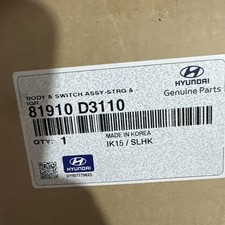 BODY & SWITCH ASSY-STRG &
IGN
81910 D3110
HYUNDAI
Genuine Parts
QTY: 1
MADE IN KOREA
IK15 / SLHK
HYUNDAI